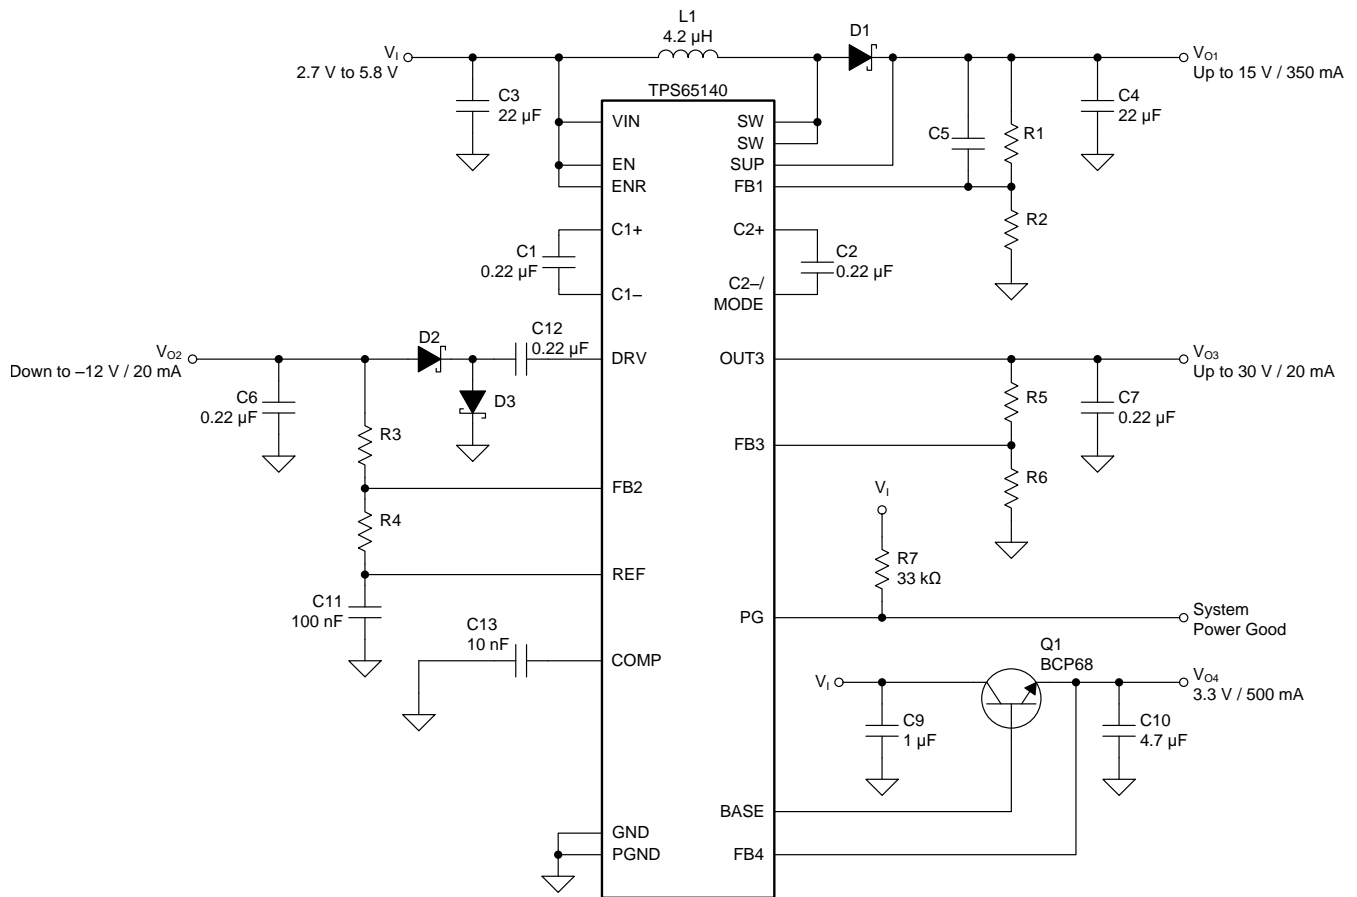 L1
4.2 µH
D1
VI
2.7 V to 5.8 V
VO1
Up to 15 V / 350 mA
TPS65140
C3
22 µF
C4
22 µF
VIN
SW
SW
C5
R1
EN
SUP
ENR
FB1
R2
C1+
C2+
C1
0.22 µF
C2
0.22 µF
C1–
C2–/
MODE
VO2
Down to –12 V / 20 mA
D2
C12
0.22 µF
DRV
OUT3
VO3
Up to 30 V / 20 mA
C6
0.22 µF
D3
R5
C7
0.22 µF
R3
FB3
R6
FB2
VI
R4
R7
33 kΩ
REF
C11
100 nF
PG
System
Power Good
C13
10 nF
COMP
Q1
BCP68
VI
VO4
3.3 V / 500 mA
C9
1 µF
C10
4.7 µF
BASE
GND
PGND
FB4